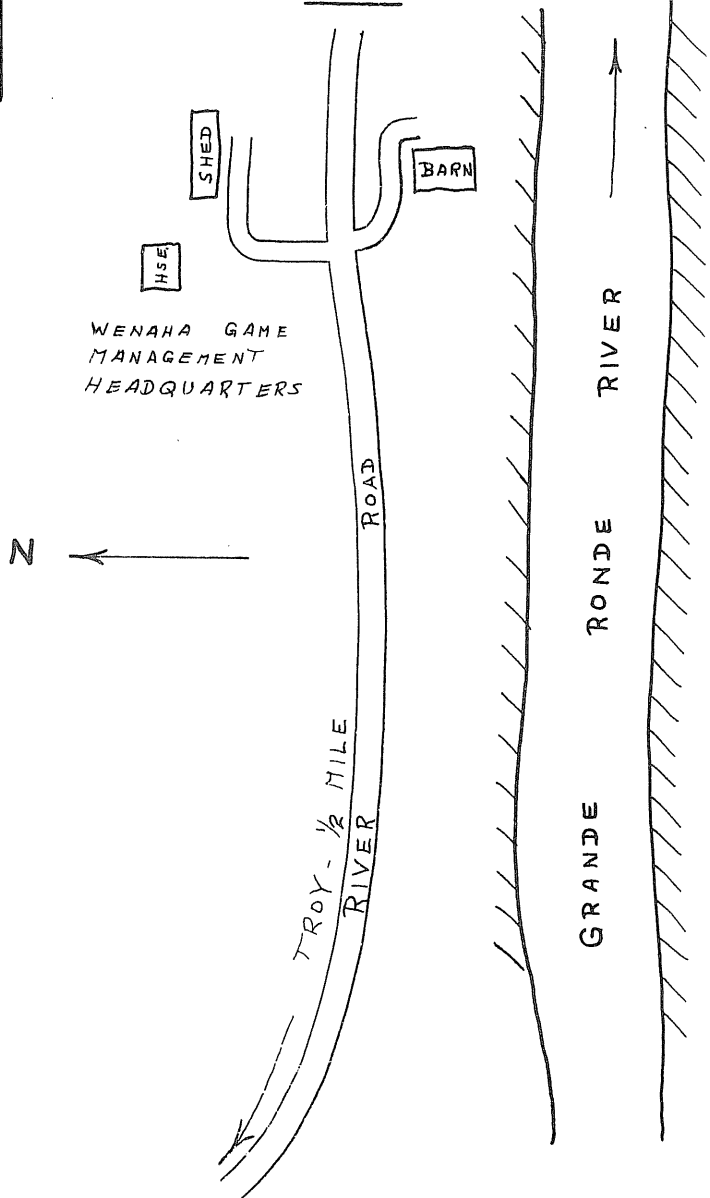 SHED
BARN
HSE.
WENAHA GAME
MANAGEMENT
HEADQUARTERS
N
TROY - 1/2 MILE
RIVER ROAD
GRANDE RONDE RIVER